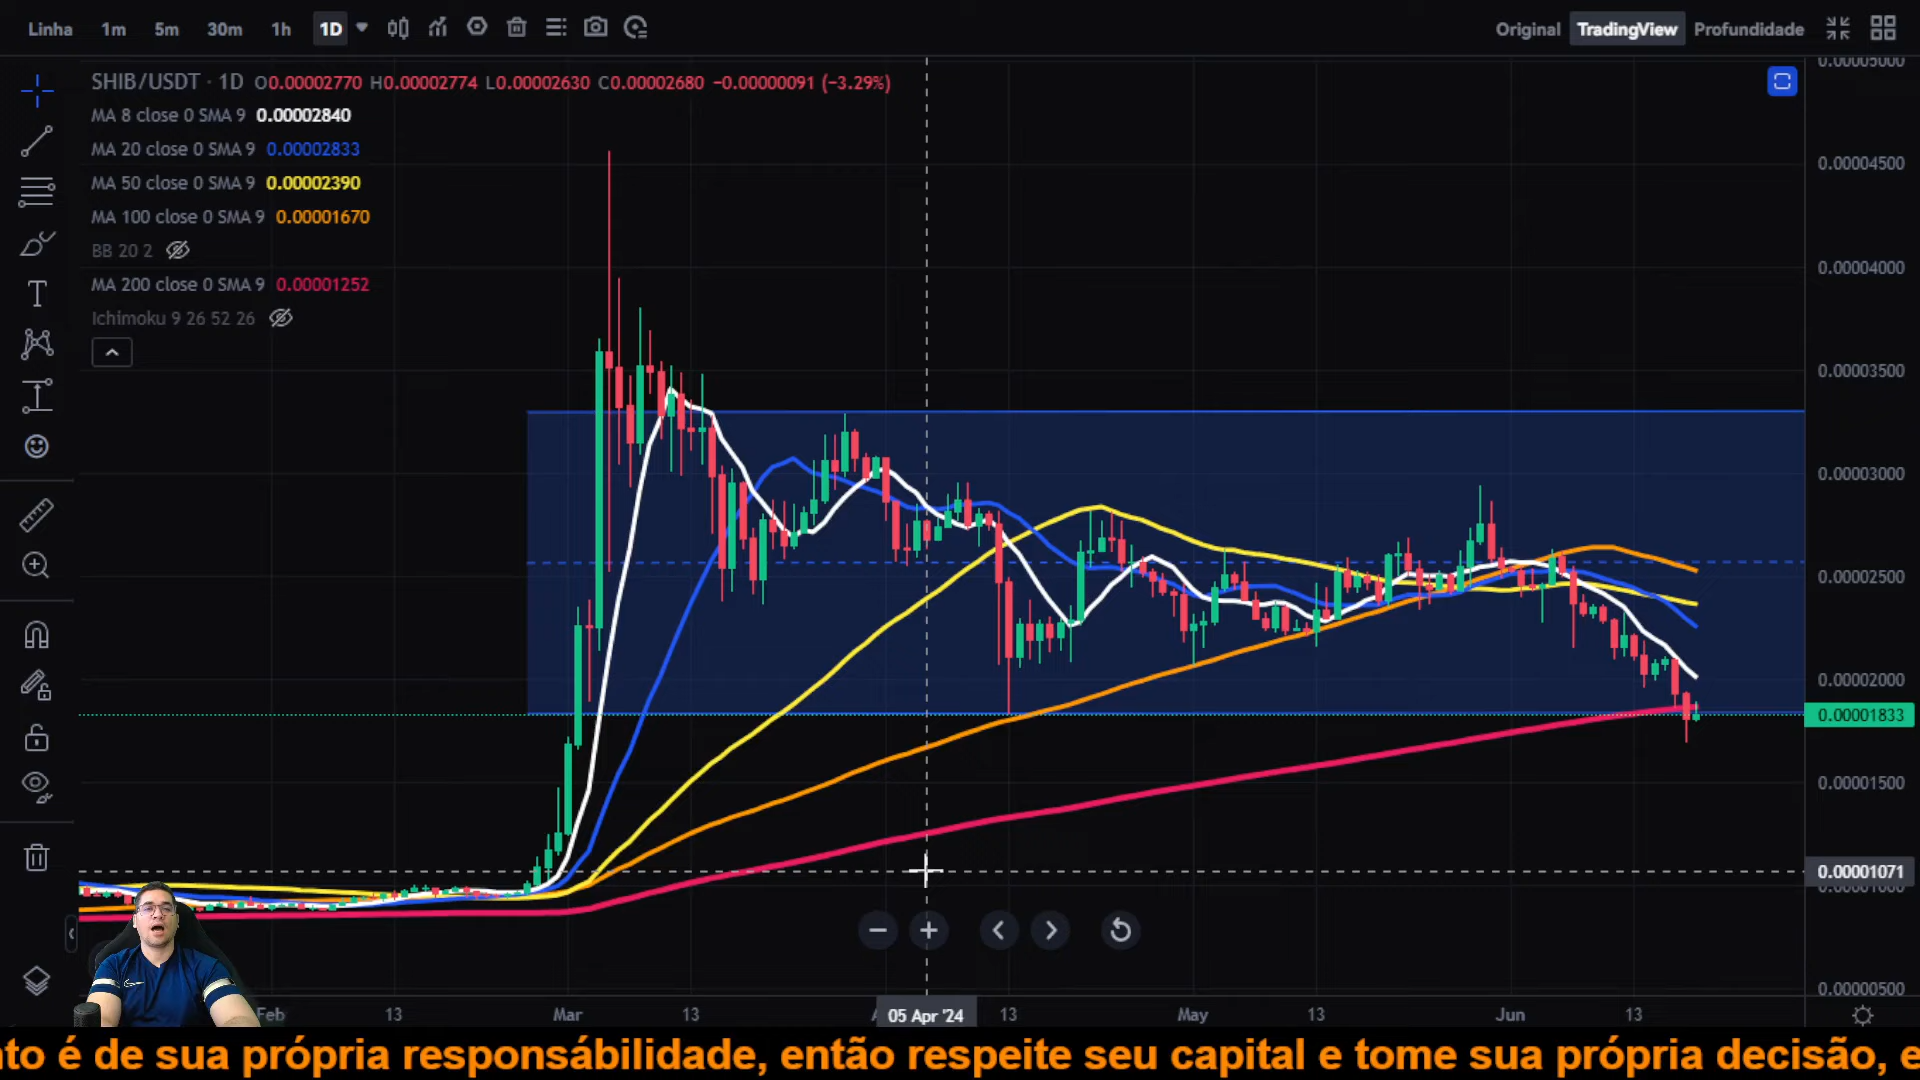 Linha 1m 5m 30m 1h 1D
Original TradingView Profundidade
SHIB/USDT · 1D O0.00002770 H0.00002774 L0.00002630 C0.00002680 −0.00000091 (−3.29%)
MA 8 close 0 SMA 9 0.00002840
MA 20 close 0 SMA 9 0.00002833
MA 50 close 0 SMA 9 0.00002390
MA 100 close 0 SMA 9 0.00001670
BB 20 2
MA 200 close 0 SMA 9 0.00001252
Ichimoku 9 26 52 26
0.00005000
0.00004500
0.00004000
0.00003500
0.00003000
0.00002500
0.00002000
0.00001833
0.00001500
0.00001071
0.00001000
0.00000500
Feb 13 Mar 13 05 Apr '24 13 May 13 Jun 13
nto é de sua própria responsábilidade, então respeite seu capital e tome sua própria decisão, e